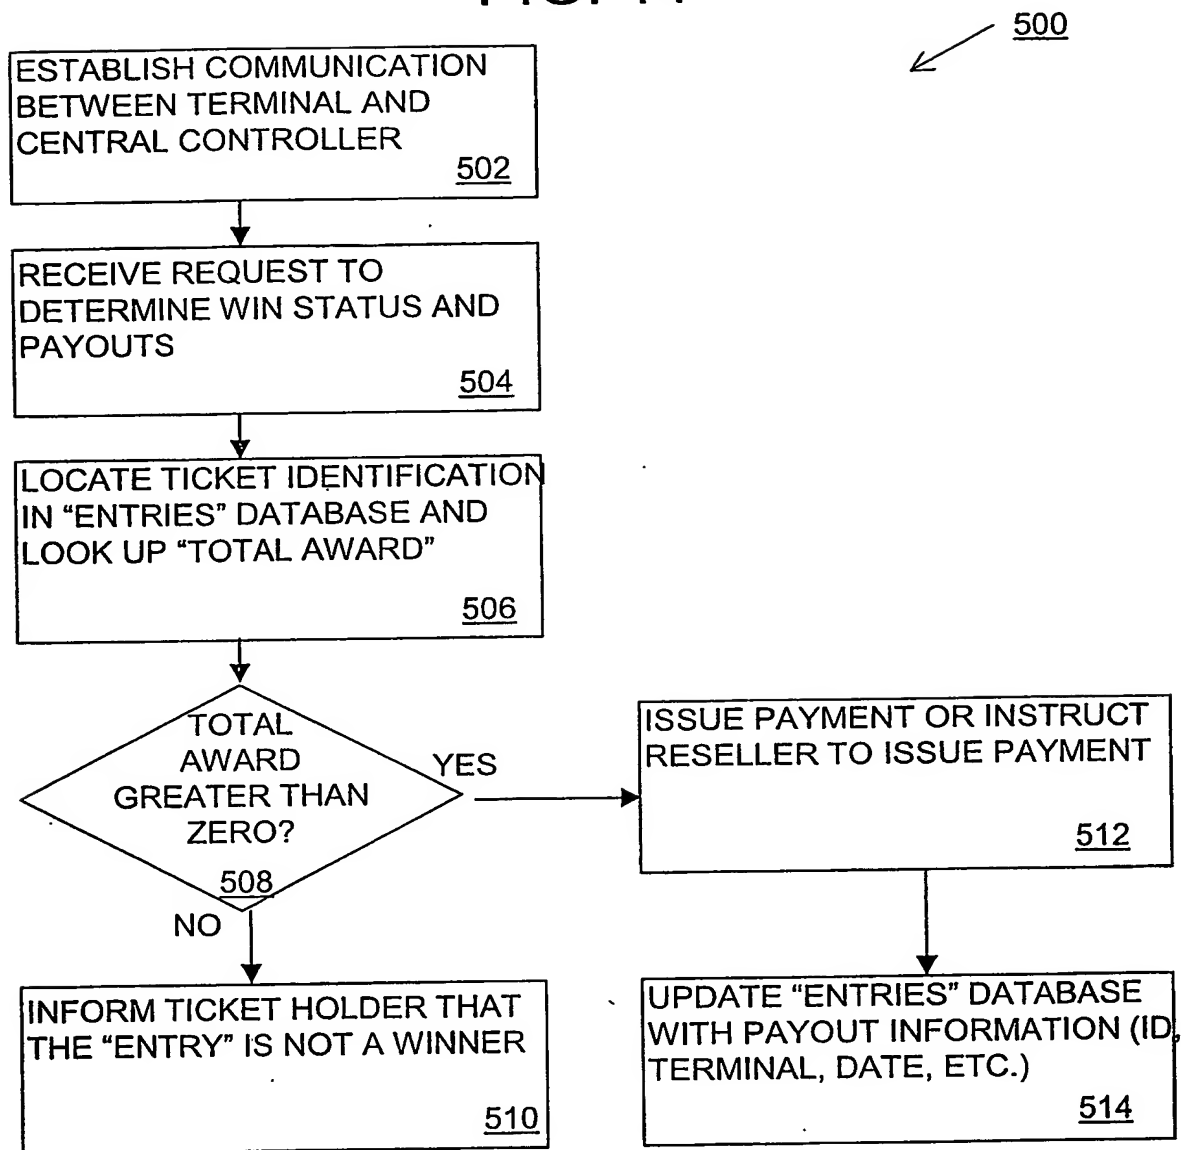 500
ESTABLISH COMMUNICATION
BETWEEN TERMINAL AND
CENTRAL CONTROLLER
502
RECEIVE REQUEST TO
DETERMINE WIN STATUS AND
PAYOUTS
504
LOCATE TICKET IDENTIFICATION
IN “ENTRIES” DATABASE AND
LOOK UP “TOTAL AWARD”
506
TOTAL
AWARD
GREATER THAN
ZERO?
508
YES
NO
ISSUE PAYMENT OR INSTRUCT
RESELLER TO ISSUE PAYMENT
512
INFORM TICKET HOLDER THAT
THE “ENTRY” IS NOT A WINNER
510
UPDATE “ENTRIES” DATABASE
WITH PAYOUT INFORMATION (ID,
TERMINAL, DATE, ETC.)
514